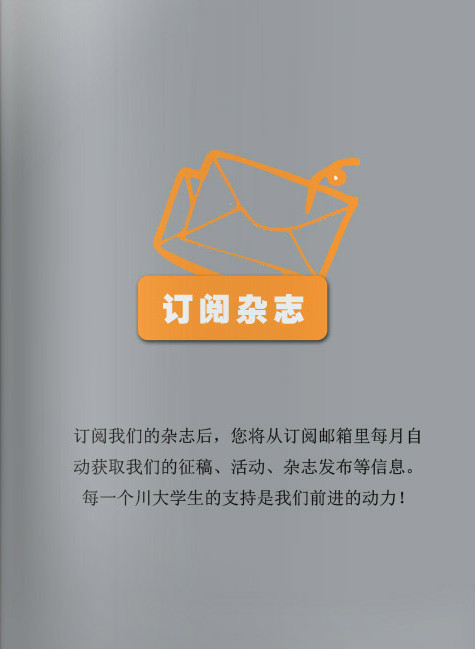 订阅杂志
订阅我们的杂志后，您将从订阅邮箱里每月自
动获取我们的征稿、活动、杂志发布等信息。
每一个川大学生的支持是我们前进的动力！